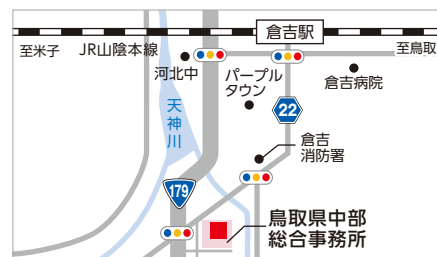 倉吉駅
至米子
JR山陰本線
至鳥取
河北中
パープル
タウン
倉吉病院
天神川
22
倉吉
消防署
179
鳥取県中部
総合事務所